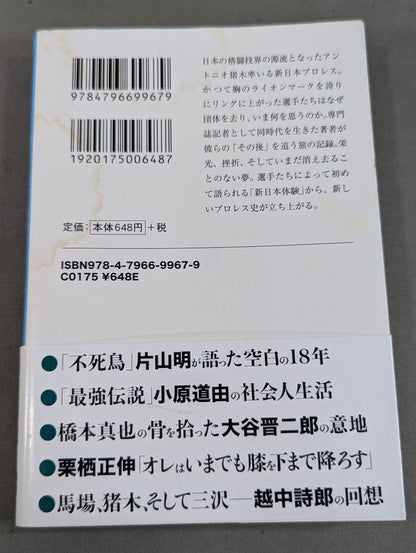 日本の格闘技界の源流となったアン
トニオ猪木率いる新日本プロレス。
かつて胸のライオンマークを誇り
にリングに上がった選手たちはなぜ
団体を去り、いま何を思うのか。専門
誌記者として同時代を生きた著者が
彼らの「その後」を追う旅の記録。栄
光、挫折、そしていまだ消え去るこ
とのない夢。選手たちによって初め
て語られる「新日本体験」から、新し
いプロレス史が立ち上がる。
9784796699679
1920175006487
定価：本体648円+税
ISBN978-4-7966-9967-9
C0175 ¥648E
●「不死鳥」片山明が語った空白の18年
●「最強伝説」小原道由の社会人生活
●橋本真也の骨を拾った大谷晋二郎の意地
●栗栖正伸「オレはいまでも膝を下まで降ろす」
●馬場、猪木、そして三沢──越中詩郎の回想